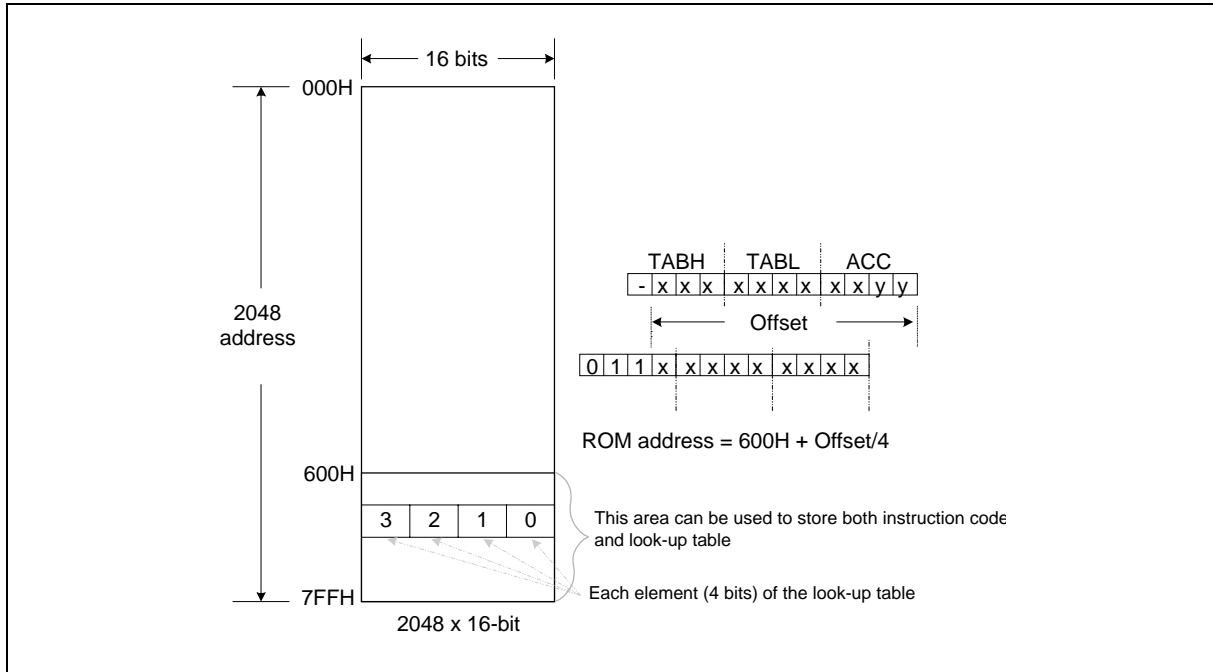 16 bits
000H
2048
address
TABH TABL ACC
- x x x x x x x x x y y
Offset
0 1 1 x x x x x x x x x
ROM address = 600H + Offset/4
600H
3 2 1 0
This area can be used to store both instruction code
and look-up table
Each element (4 bits) of the look-up table
7FFH
2048 x 16-bit